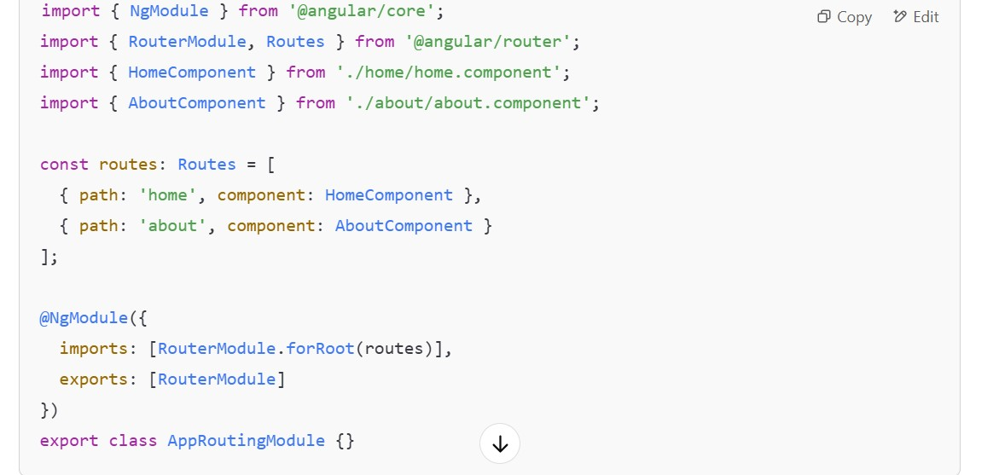 import { NgModule } from '@angular/core';
Copy Edit
import { RouterModule, Routes } from '@angular/router';
import { HomeComponent } from './home/home.component';
import { AboutComponent } from './about/about.component';

const routes: Routes = [
  { path: 'home', component: HomeComponent },
  { path: 'about', component: AboutComponent }
];

@NgModule({
  imports: [RouterModule.forRoot(routes)],
  exports: [RouterModule]
})
export class AppRoutingModule {}